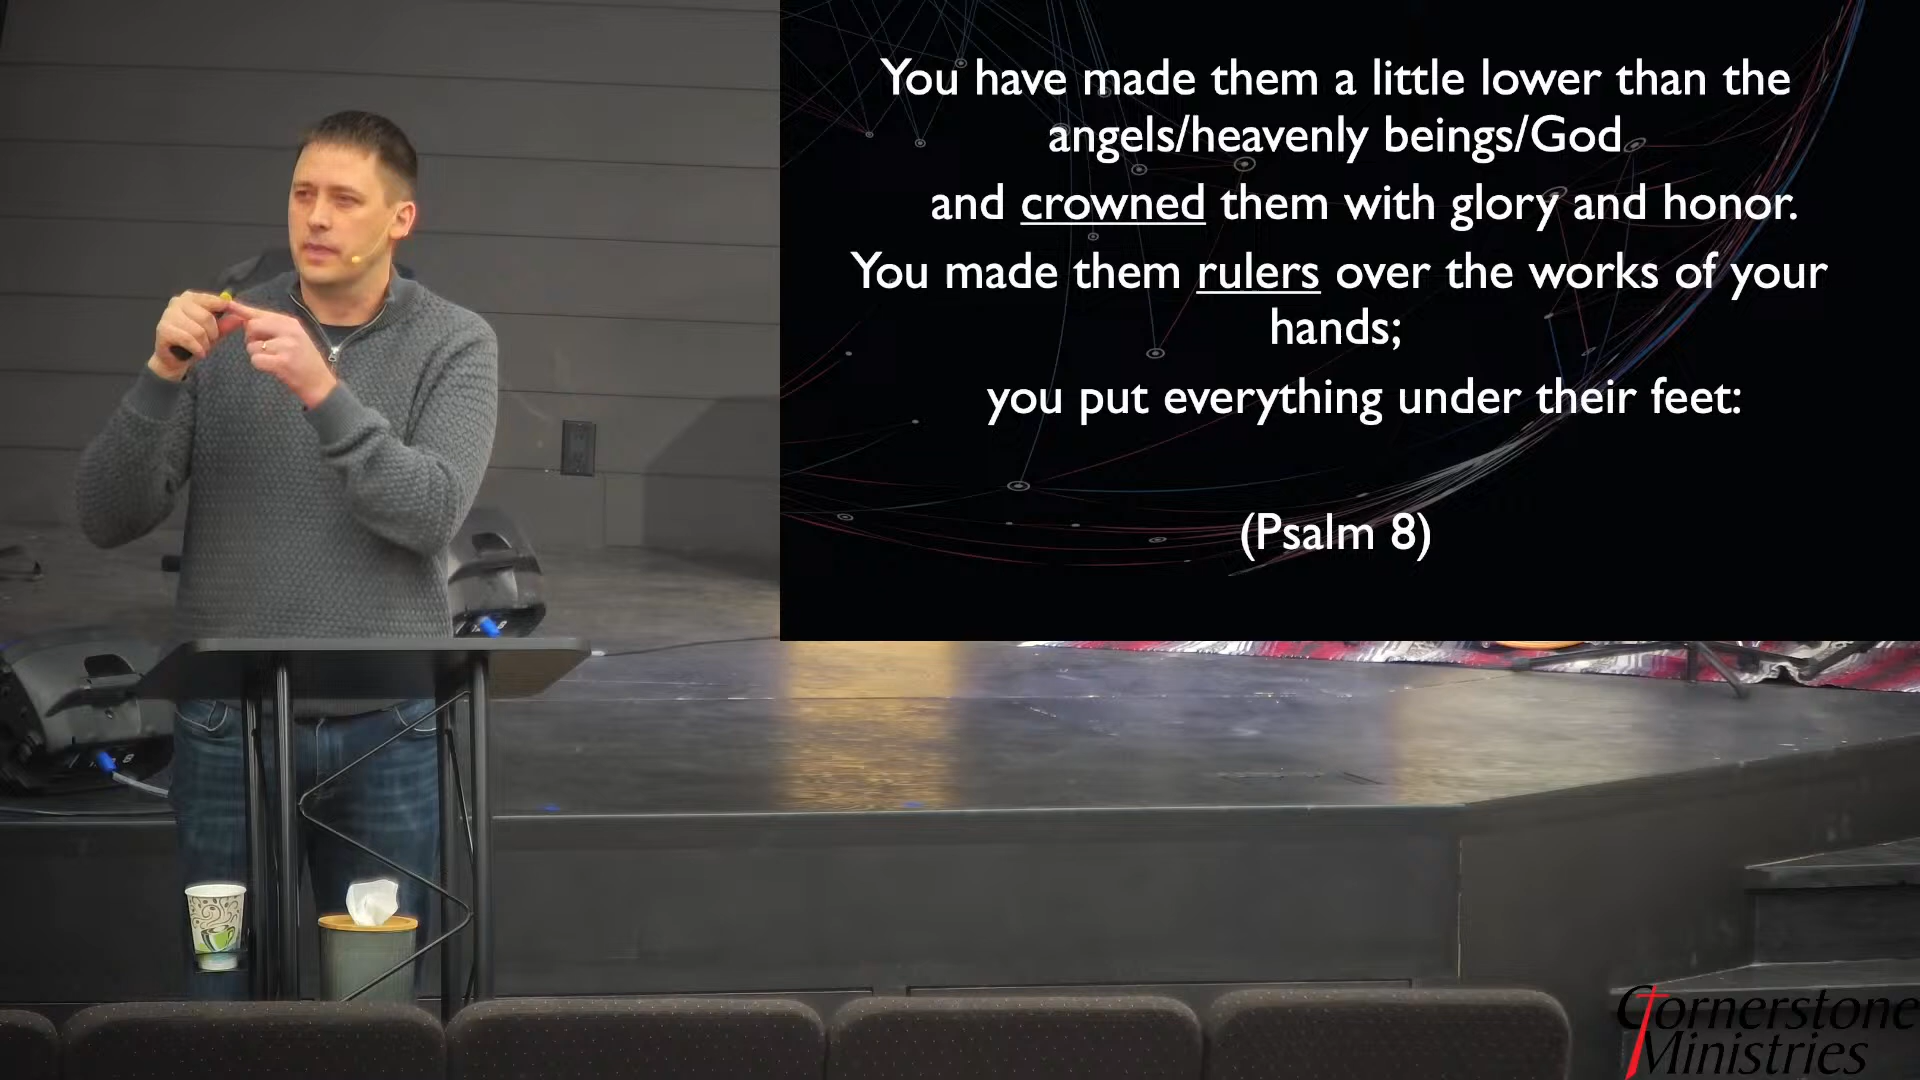 You have made them a little lower than the
angels/heavenly beings/God
and crowned them with glory and honor.
You made them rulers over the works of your
hands;
you put everything under their feet:
(Psalm 8)
Cornerstone
Ministries